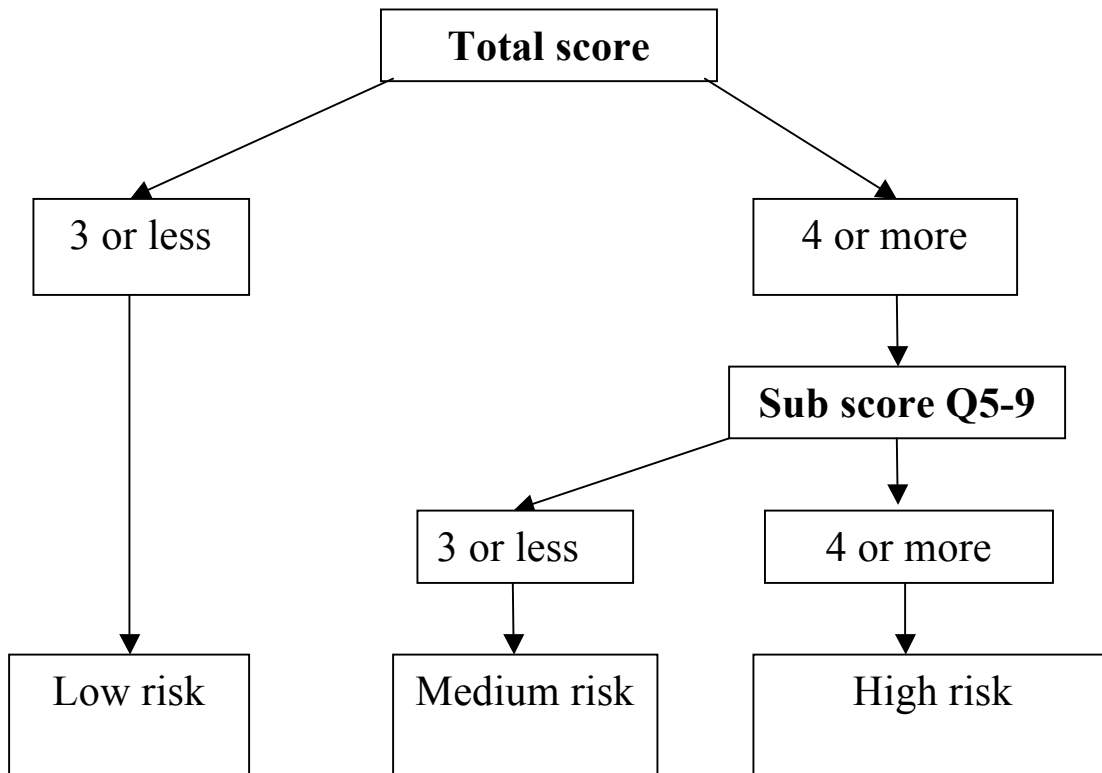 Total score
3 or less
4 or more
Sub score Q5-9
3 or less
4 or more
Low risk
Medium risk
High risk